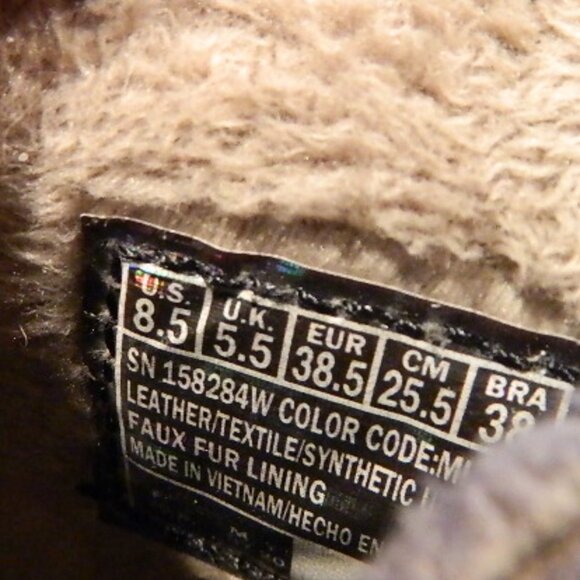 U.S. U.K. EUR CM BRA
8.5 5.5 38.5 25.5
SN 158284W COLOR CODE:
LEATHER/TEXTILE/SYNTHETIC
FAUX FUR LINING
MADE IN VIETNAM/HECHO EN